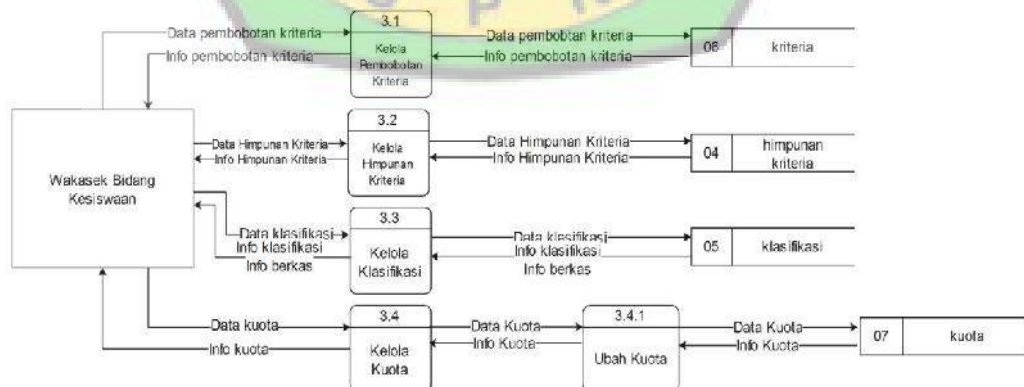 3.1
Data pembobotan kriteria
Info pembobotan kriteria
Kelola
Pembobotan
Kriteria
Data pembobtan kriteria
Info pembobotan kriteria
06 kriteria
Wakasek Bidang
Kesiswaan
3.2
Data Himpunan Kriteria
Info Himpunan Kriteria
Kelola
Himpunan
Kriteria
Data Himpunan Kriteria
Info Himpunan Kriteria
04 himpunan
kriteria
3.3
Data klasifikasi
Info klasifikasi
Info berkas
Kelola
Klasifikasi
Data klasifikasi
Info klasifikasi
Info berkas
05 klasifikasi
3.4
Data kuota
Info kuota
Kelola
Kuota
Data Kuota
Info Kuota
3.4.1
Ubah Kuota
Data Kuota
Info Kuota
07 kuota